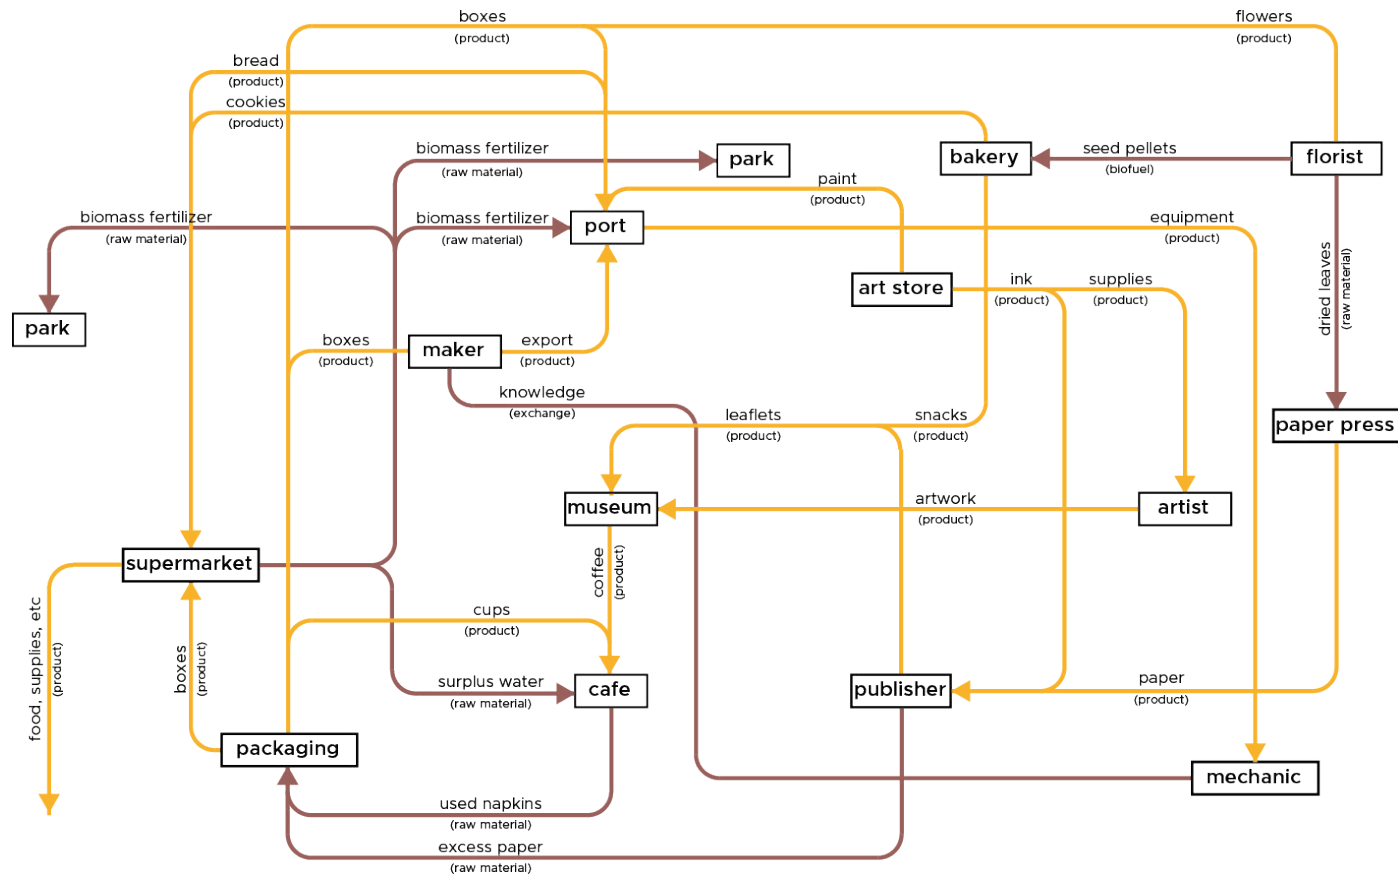 boxes
(product)
flowers
(product)
bread
(product)
cookies
(product)
biomass fertilizer
(raw material)
park
bakery
seed pellets
(biofuel)
florist
paint
(product)
biomass fertilizer
(raw material)
biomass fertilizer
(raw material)
port
equipment
(product)
art store
ink
(product)
supplies
(product)
dried leaves
(raw material)
park
boxes
(product)
maker
export
(product)
knowledge
(exchange)
leaflets
(product)
snacks
(product)
paper press
museum
artwork
(product)
artist
supermarket
coffee
(product)
cups
(product)
food, supplies, etc
(product)
boxes
(product)
surplus water
(raw material)
cafe
publisher
paper
(product)
packaging
mechanic
used napkins
(raw material)
excess paper
(raw material)